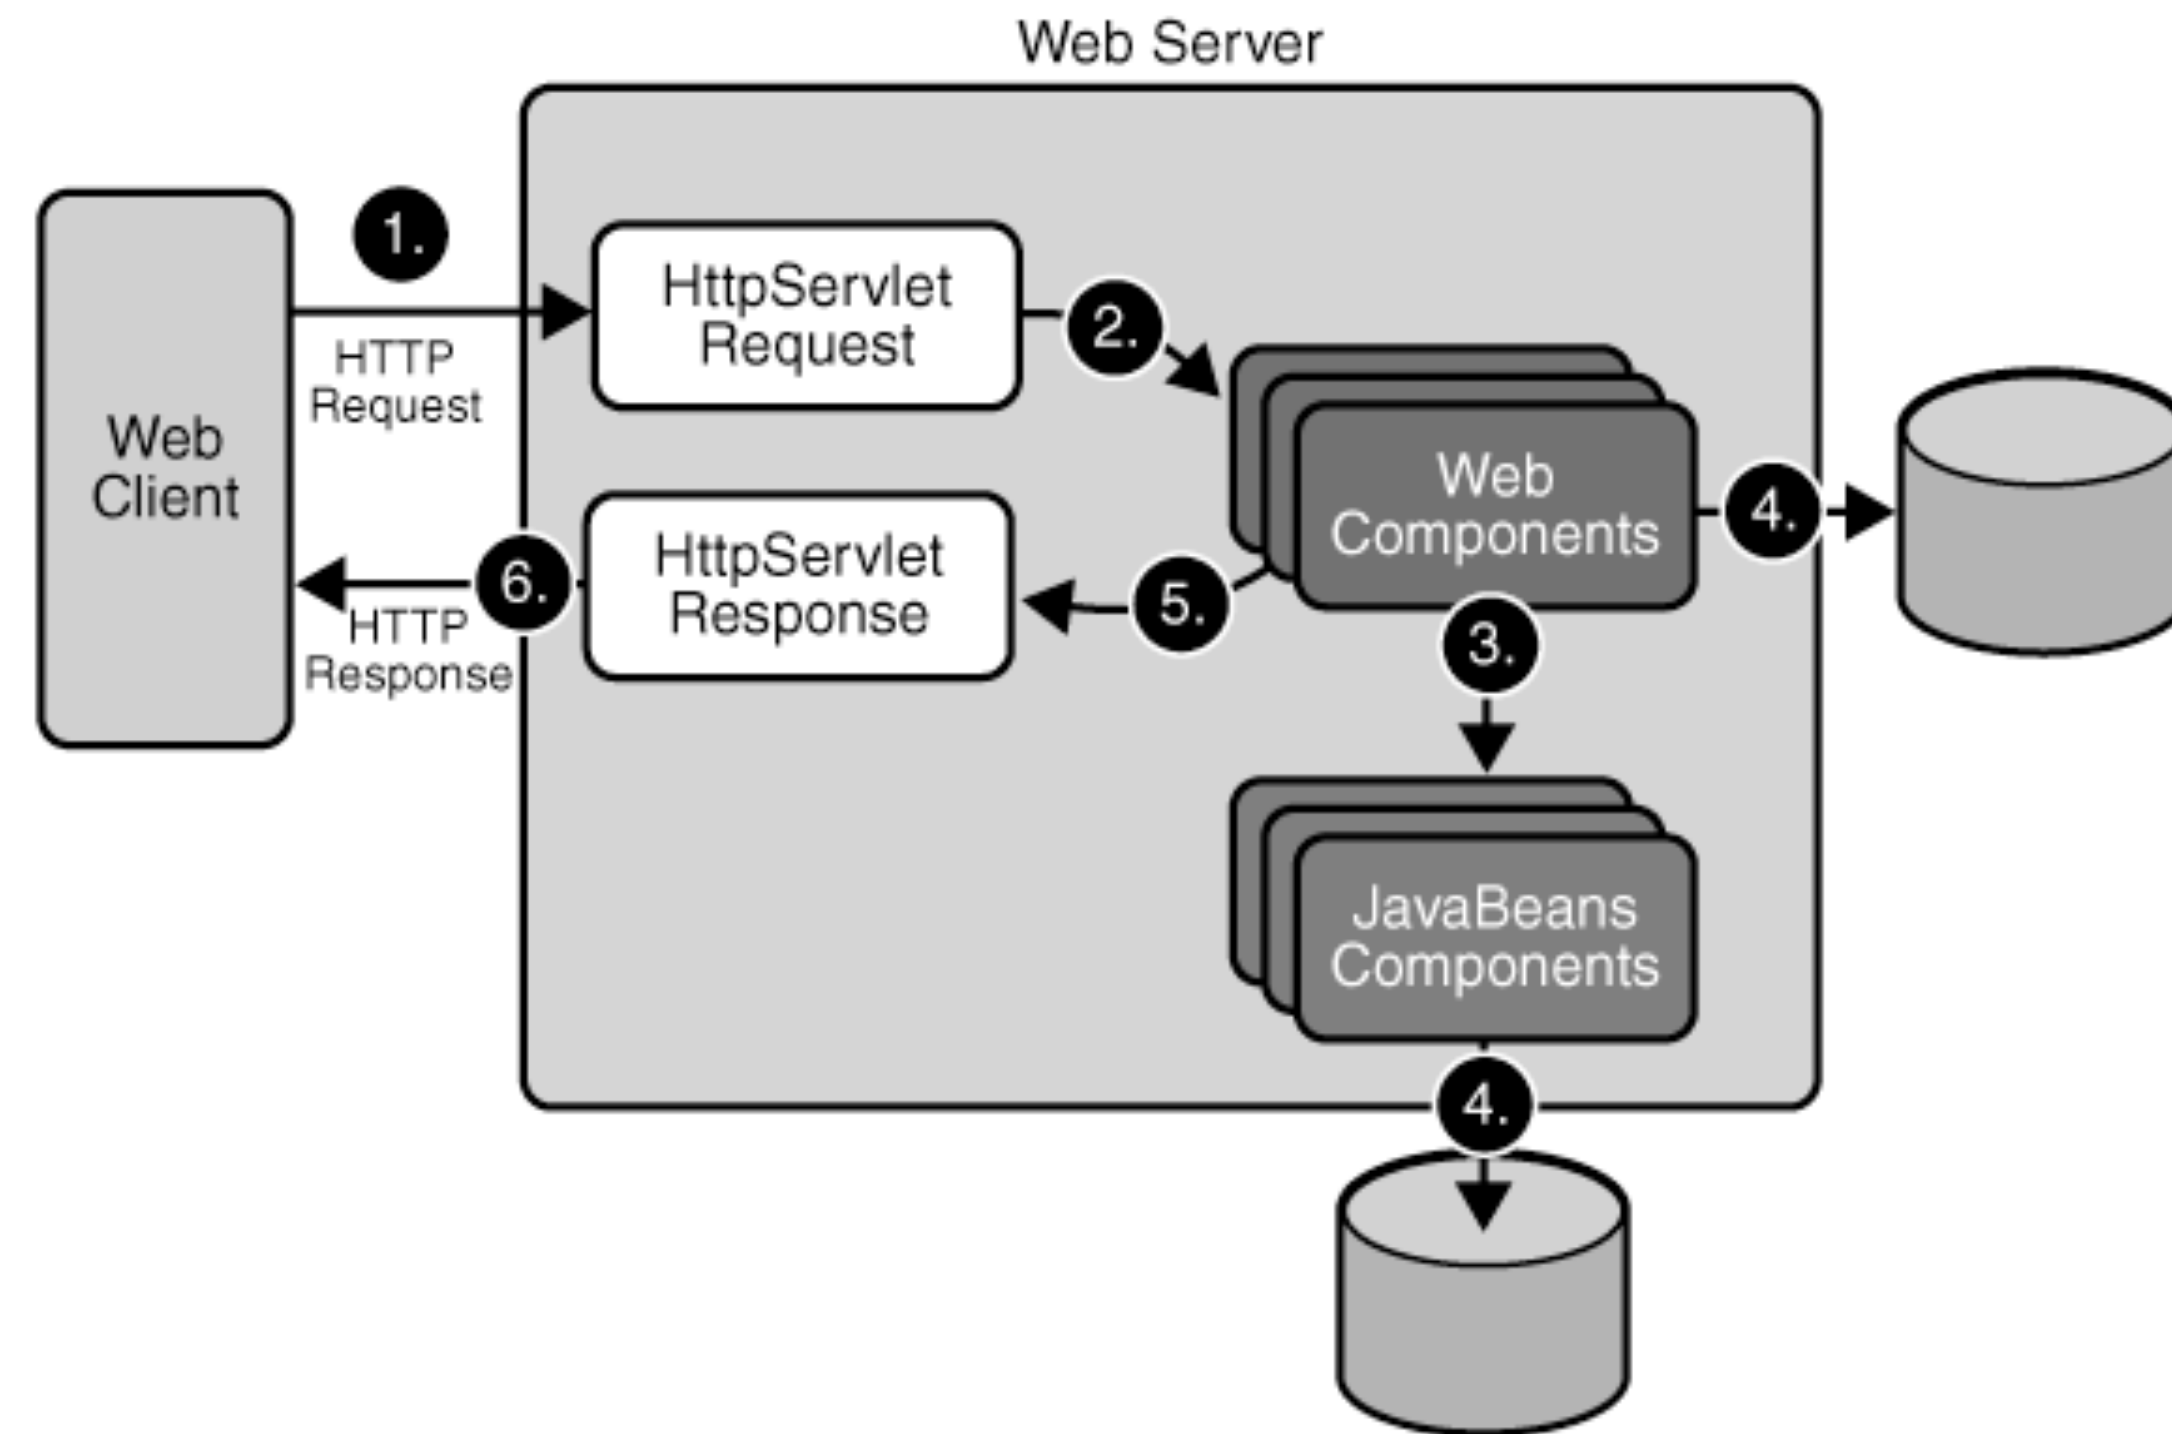 Web Server
1.
HTTP
Request
Web
Client
HttpServlet
Request
2.
Web
Components
4.
HttpServlet
Response
5.
6.
HTTP
Response
3.
JavaBeans
Components
4.